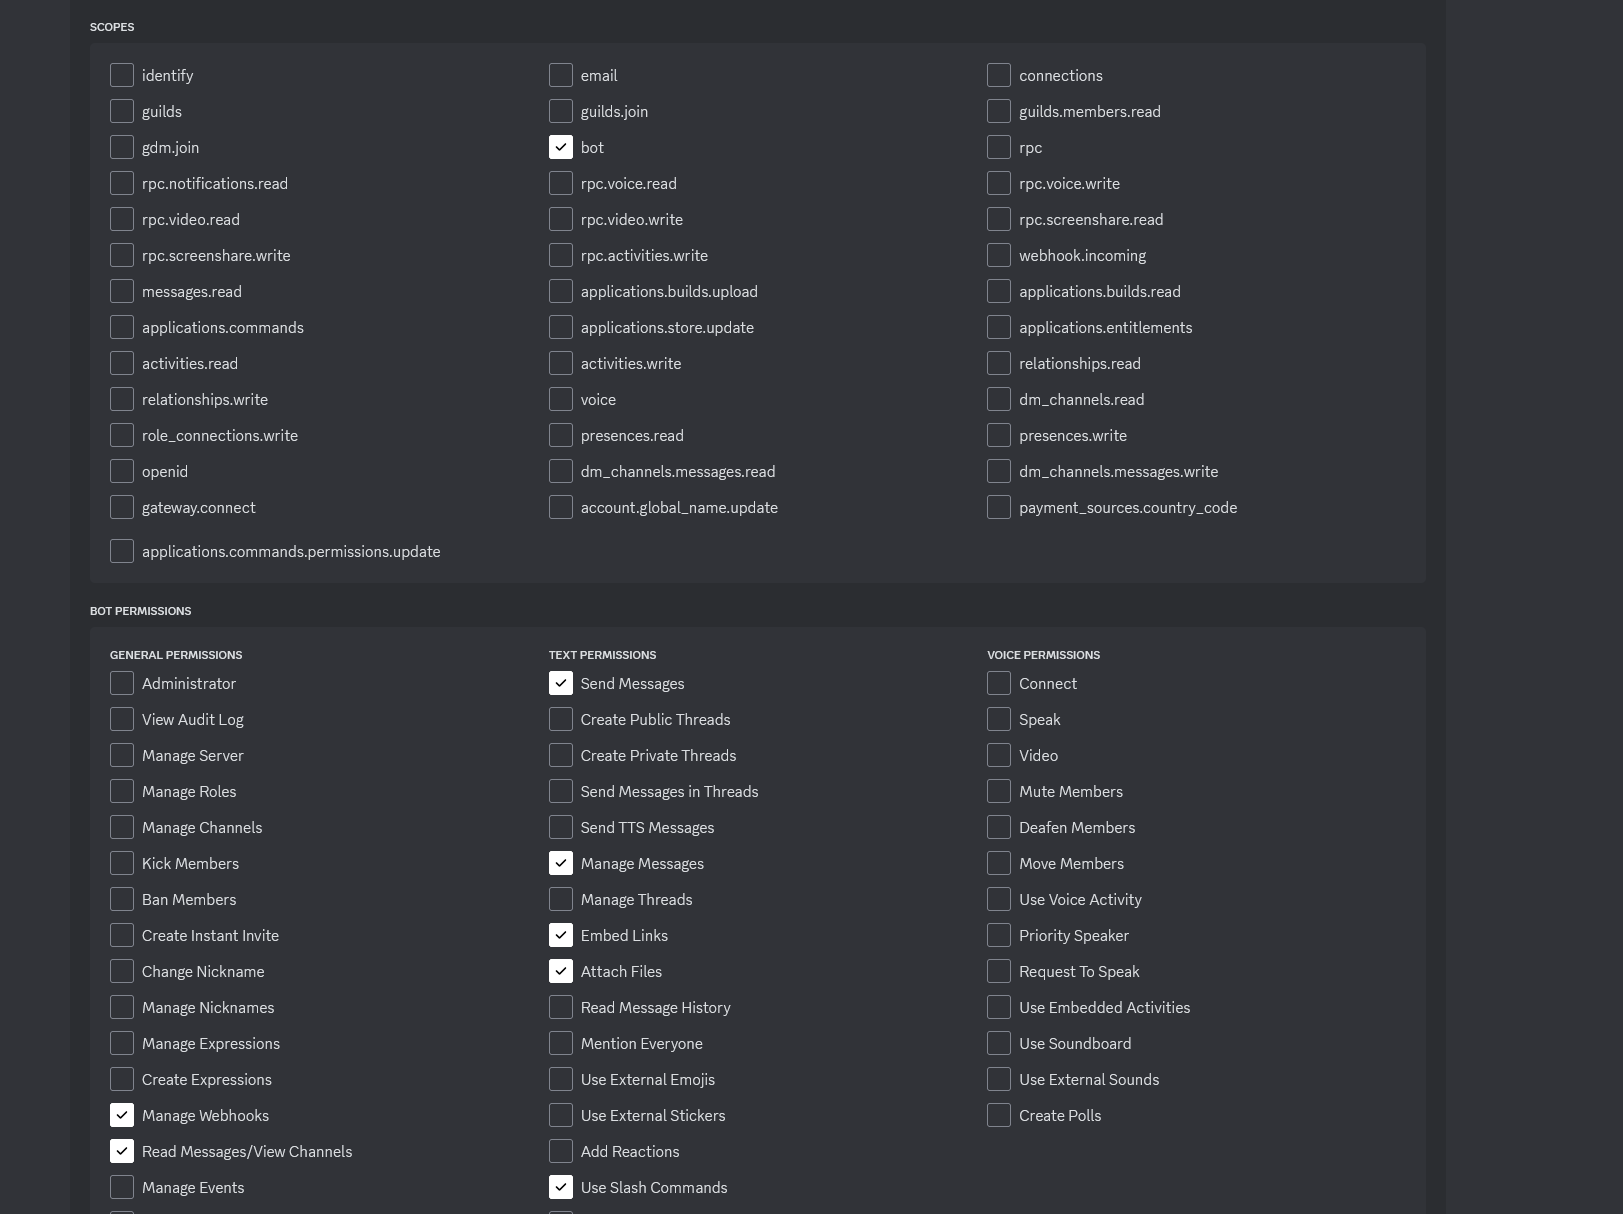 SCOPES
identify email connections
guilds guilds.join guilds.members.read
gdm.join bot rpc
rpc.notifications.read rpc.voice.read rpc.voice.write
rpc.video.read rpc.video.write rpc.screenshare.read
rpc.screenshare.write rpc.activities.write webhook.incoming
messages.read applications.builds.upload applications.builds.read
applications.commands applications.store.update applications.entitlements
activities.read activities.write relationships.read
relationships.write voice dm_channels.read
role_connections.write presences.read presences.write
openid dm_channels.messages.read dm_channels.messages.write
gateway.connect account.global_name.update payment_sources.country_code
applications.commands.permissions.update
BOT PERMISSIONS
GENERAL PERMISSIONS TEXT PERMISSIONS VOICE PERMISSIONS
Administrator Send Messages Connect
View Audit Log Create Public Threads Speak
Manage Server Create Private Threads Video
Manage Roles Send Messages in Threads Mute Members
Manage Channels Send TTS Messages Deafen Members
Kick Members Manage Messages Move Members
Ban Members Manage Threads Use Voice Activity
Create Instant Invite Embed Links Priority Speaker
Change Nickname Attach Files Request To Speak
Manage Nicknames Read Message History Use Embedded Activities
Manage Expressions Mention Everyone Use Soundboard
Create Expressions Use External Emojis Use External Sounds
Manage Webhooks Use External Stickers Create Polls
Read Messages/View Channels Add Reactions
Manage Events Use Slash Commands